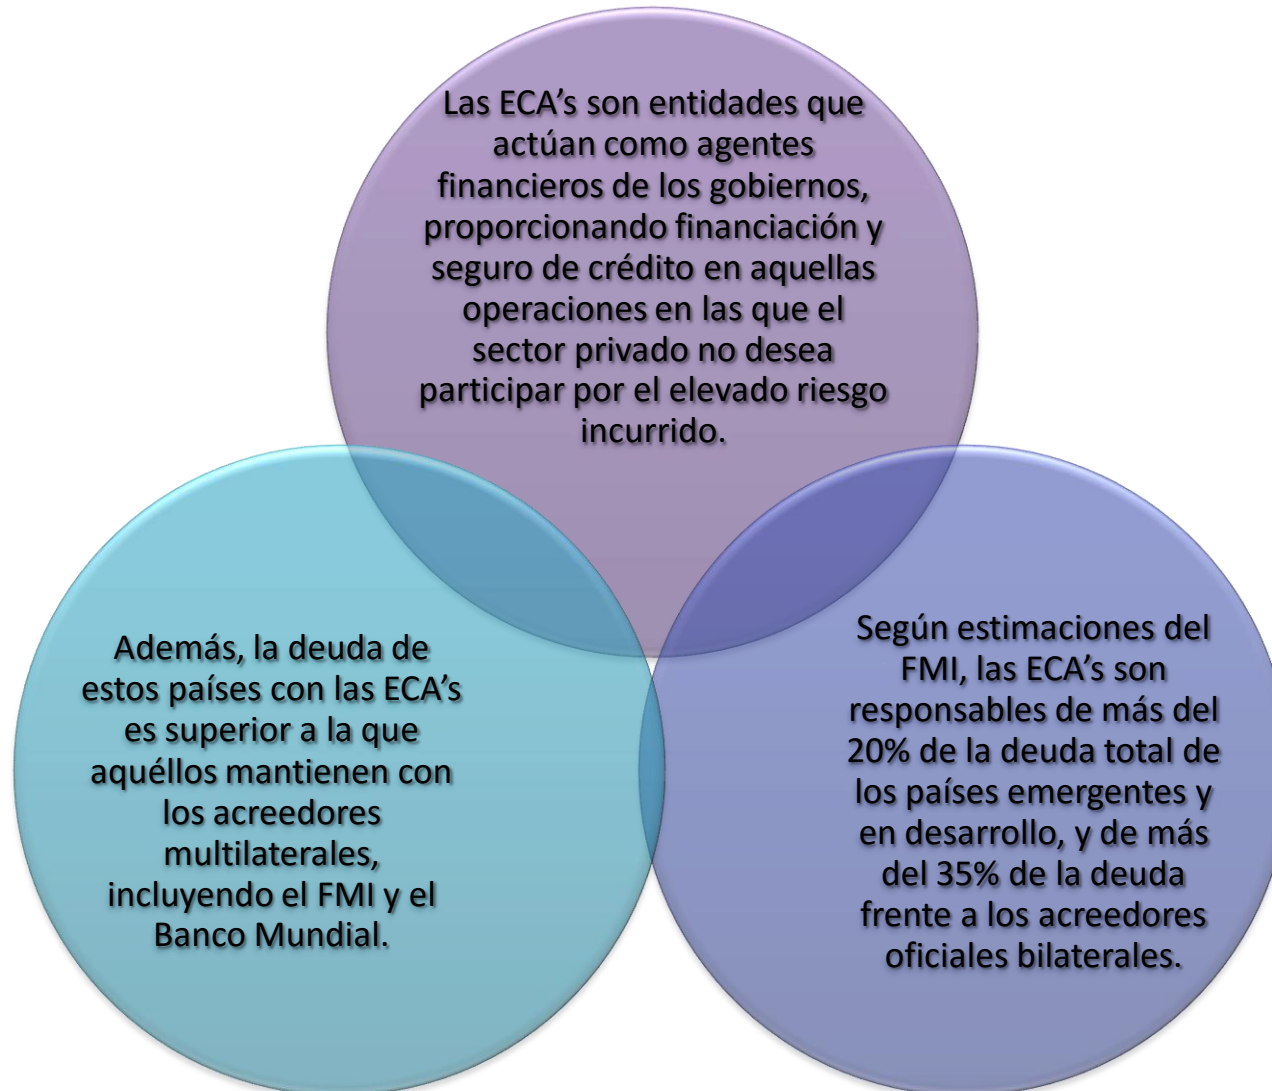 Las ECA’s son entidades que
actúan como agentes
financieros de los gobiernos,
proporcionando financiación y
seguro de crédito en aquellas
operaciones en las que el
sector privado no desea
participar por el elevado riesgo
incurrido.
Según estimaciones del
FMI, las ECA’s son
responsables de más del
20% de la deuda total de
los países emergentes y
en desarrollo, y de más
del 35% de la deuda
frente a los acreedores
oficiales bilaterales.
Además, la deuda de
estos países con las ECA’s
es superior a la que
aquéllos mantienen con
los acreedores
multilaterales,
incluyendo el FMI y el
Banco Mundial.